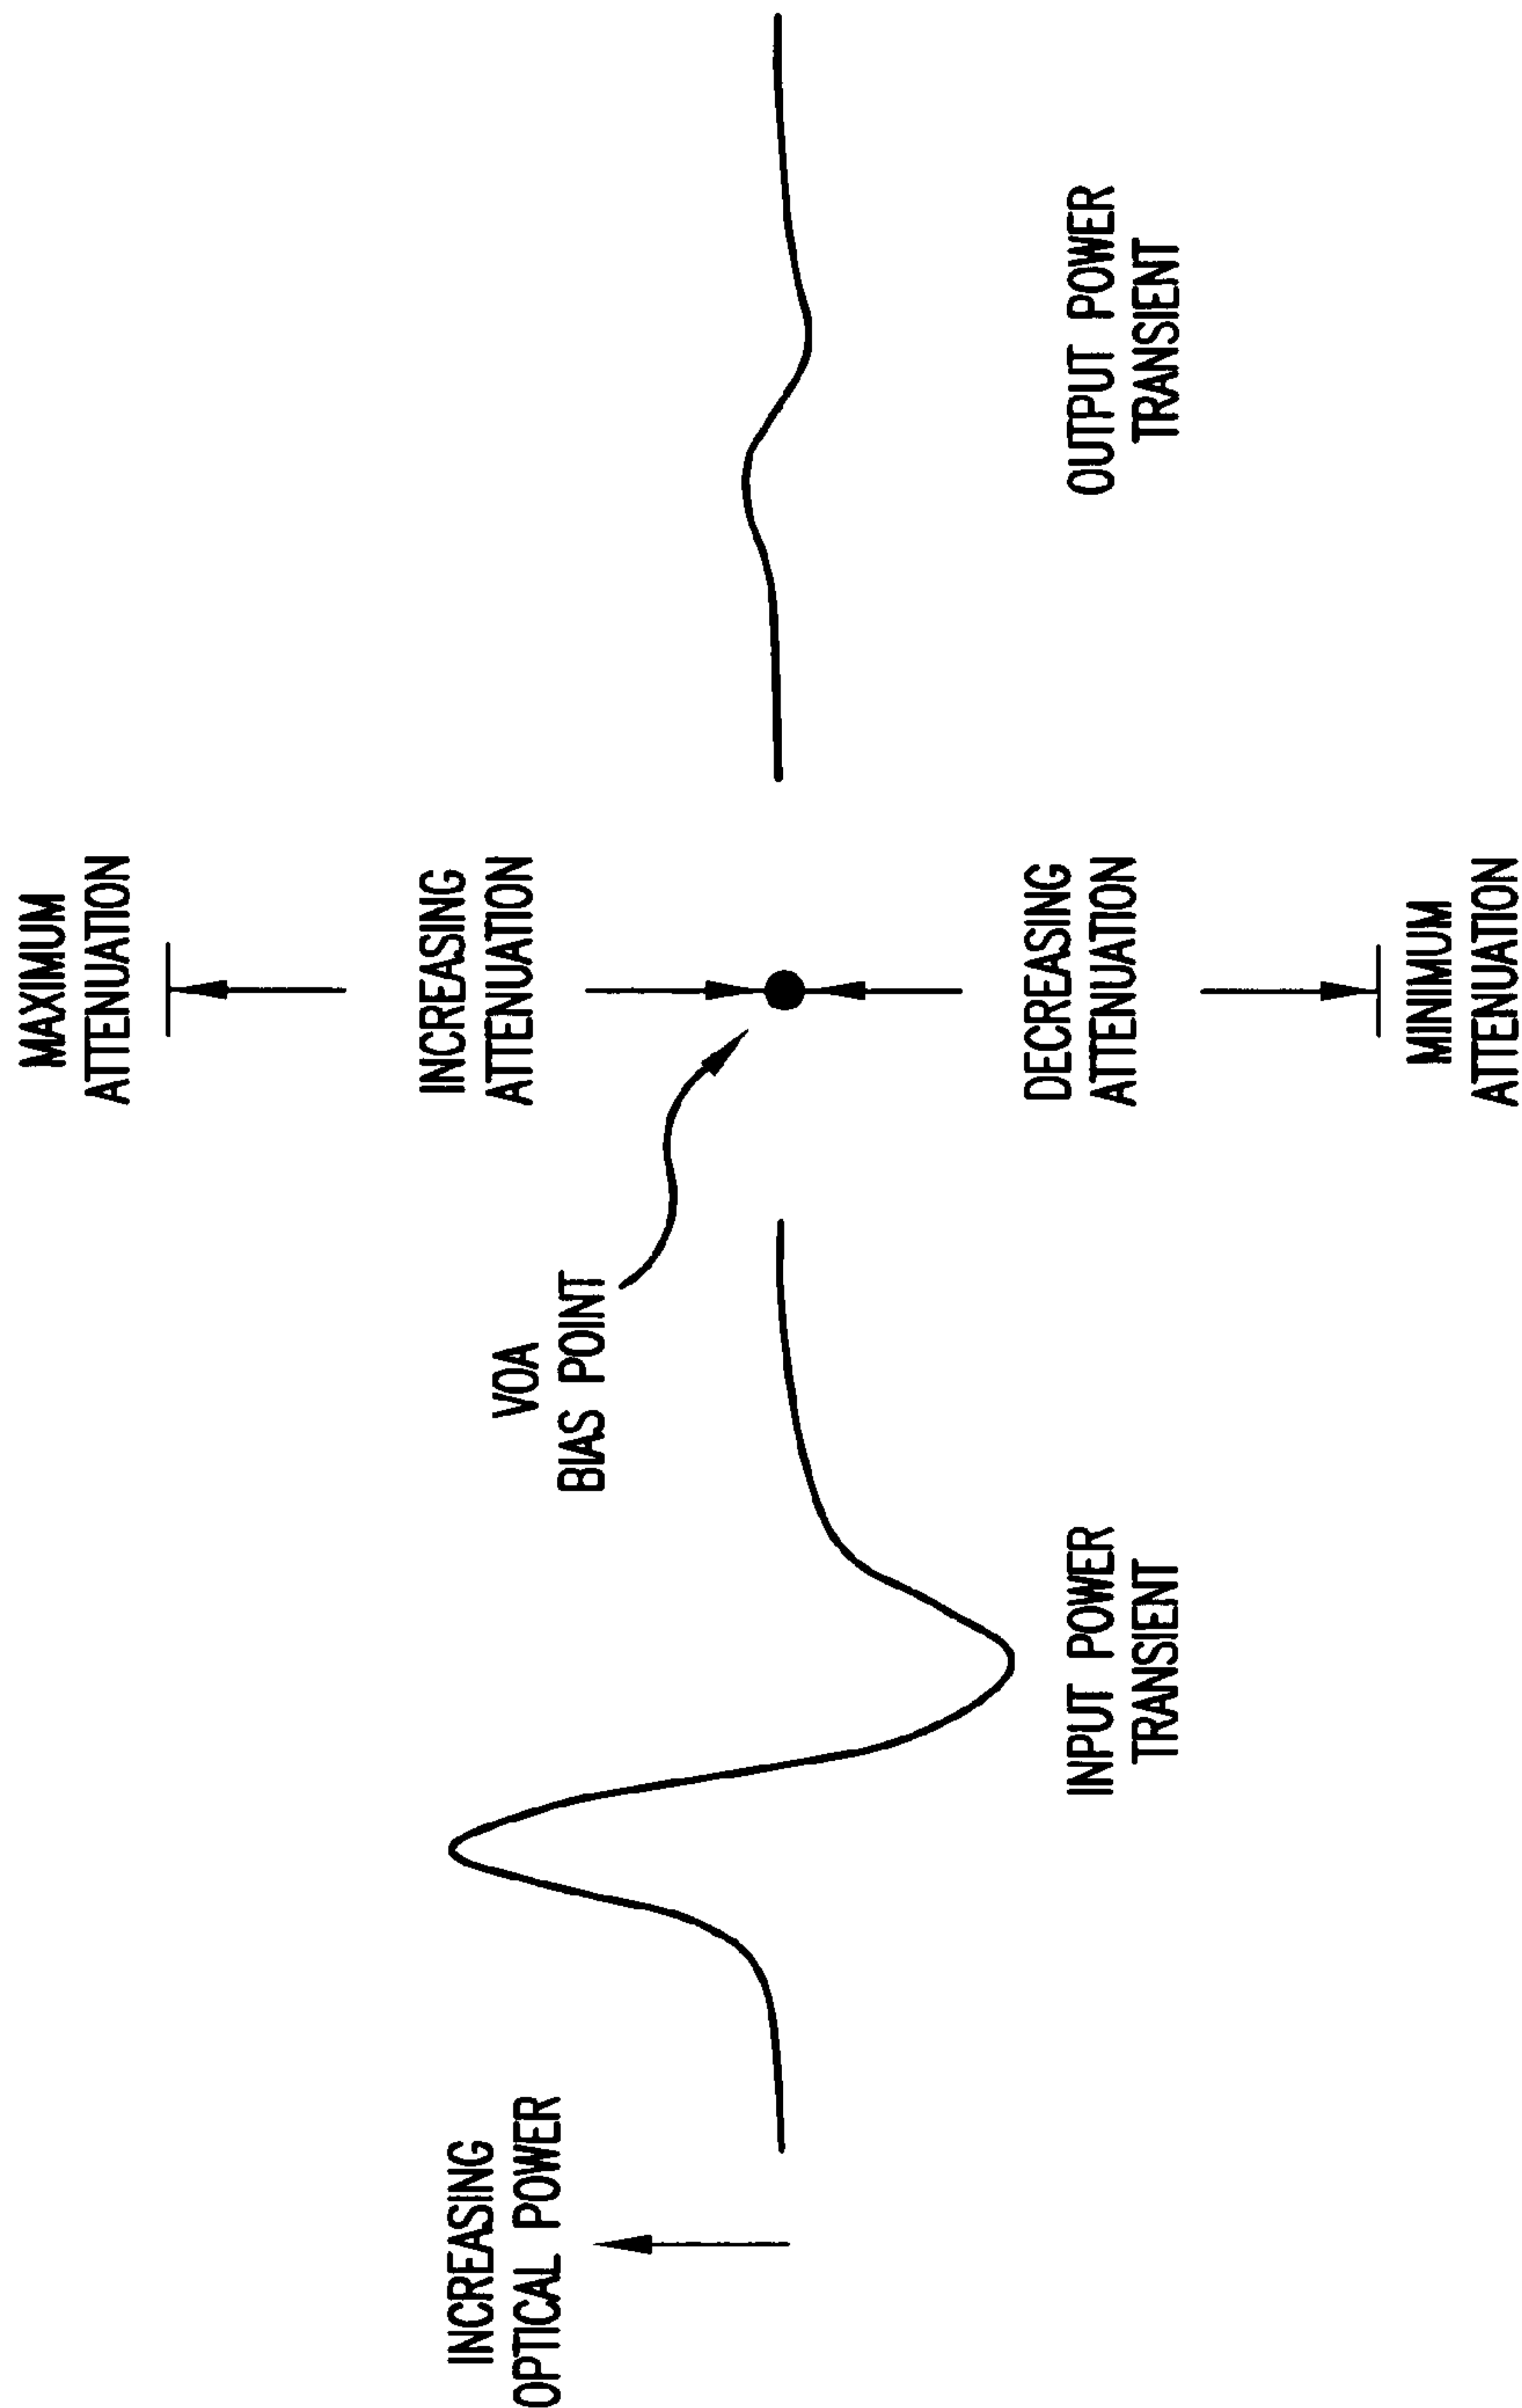 INCREASING
OPTICAL POWER
INPUT POWER
TRANSIENT
VOA
BIAS POINT
MAXIMUM
ATTENUATION
INCREASING
ATTENUATION
DECREASING
ATTENUATION
MINIMUM
ATTENUATION
OUTPUT POWER
TRANSIENT